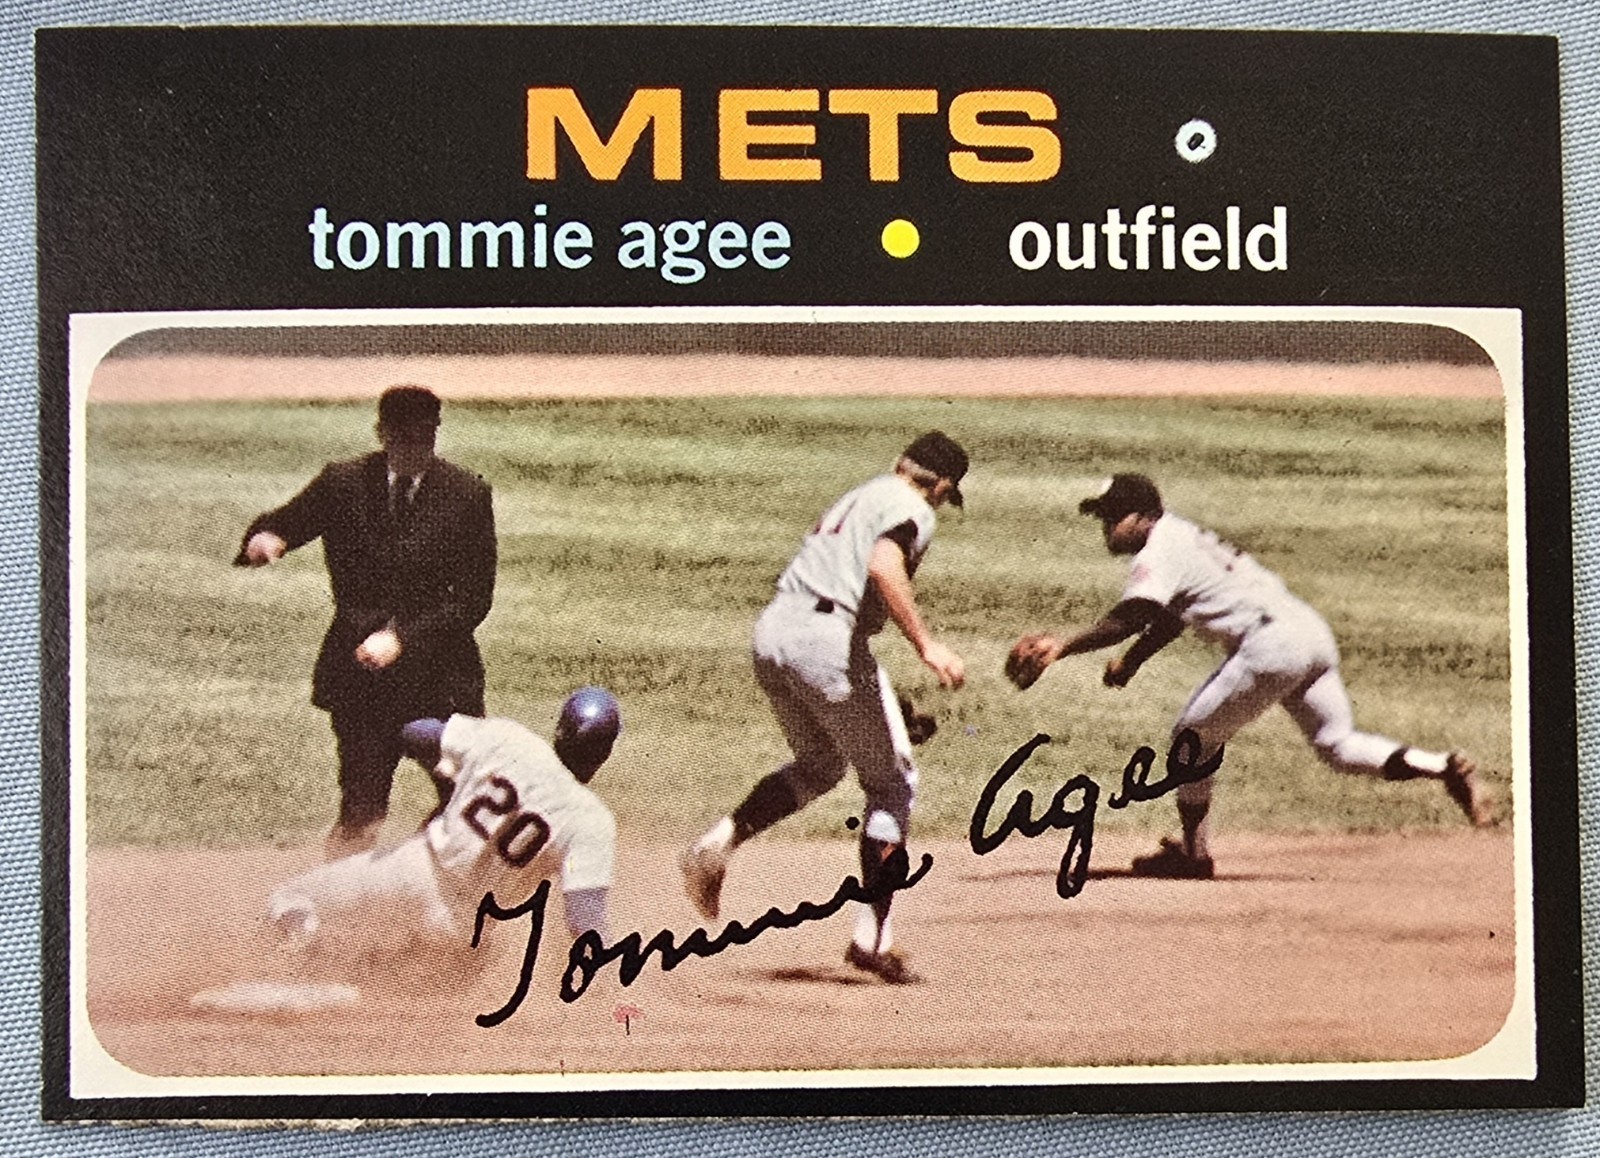 METS
tommie agee • outfield
20
Tommie Agee